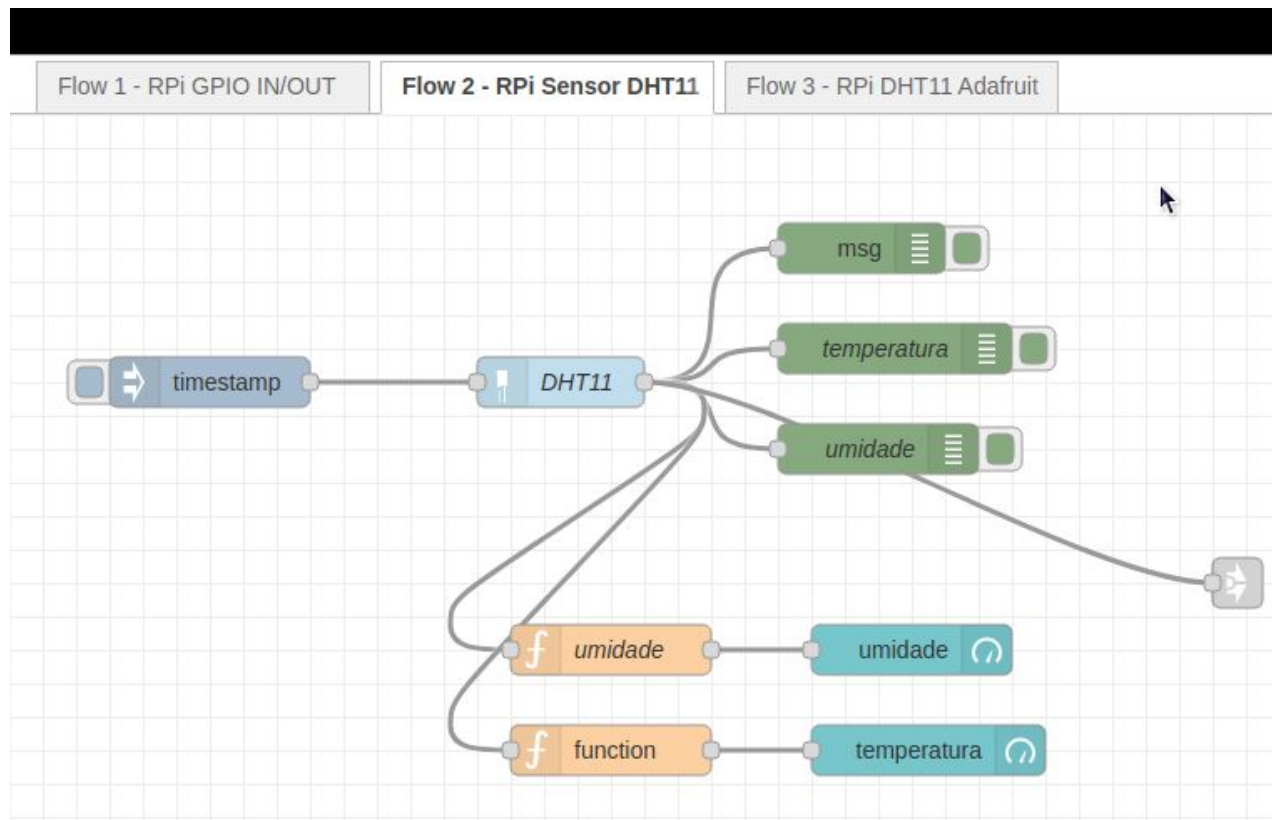 Flow 1 - RPi GPIO IN/OUT
Flow 2 - RPi Sensor DHT11
Flow 3 - RPi DHT11 Adafruit
msg
temperatura
timestamp
DHT11
umidade
umidade
umidade
function
temperatura